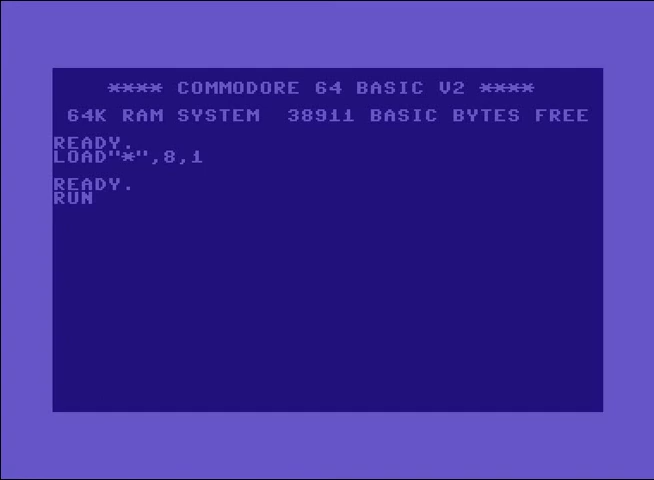 **** COMMODORE 64 BASIC V2 ****
64K RAM SYSTEM  38911 BASIC BYTES FREE
READY.
LOAD"*",8,1
READY.
RUN